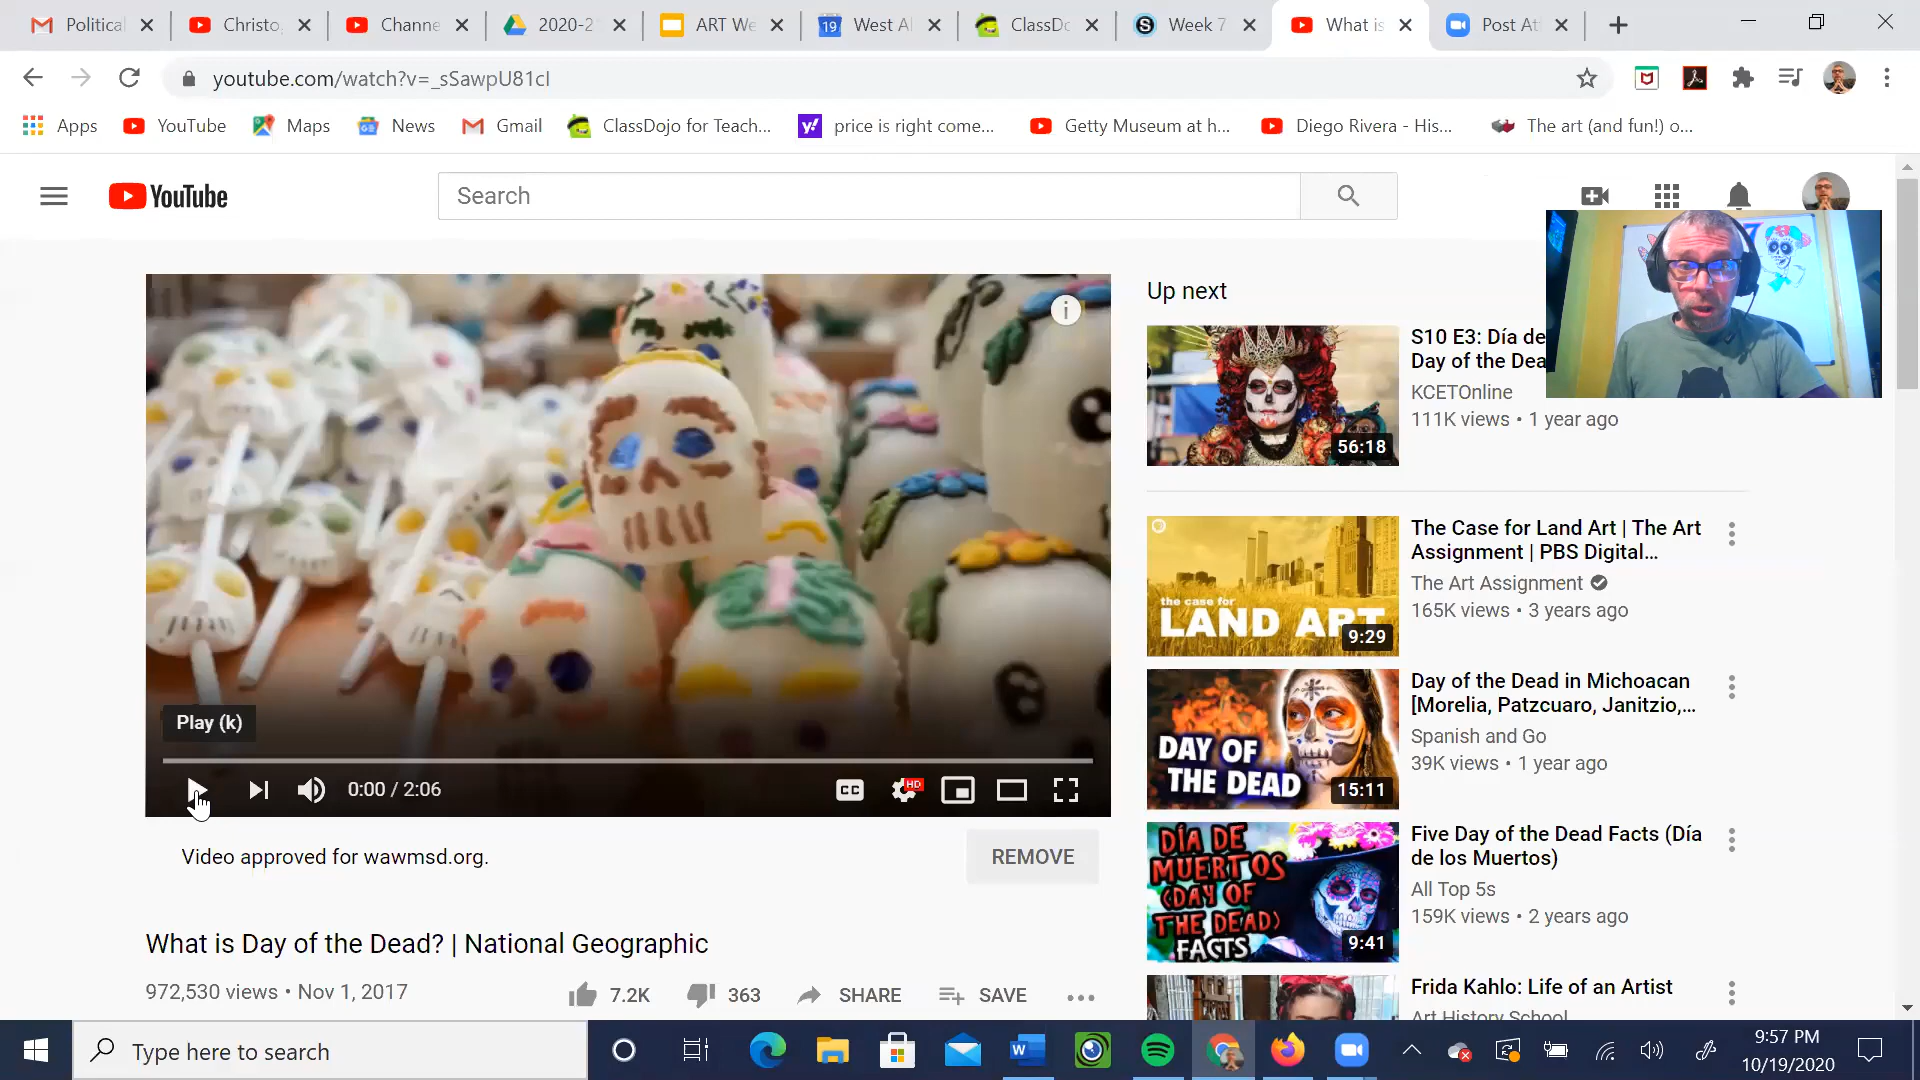 Political
Christo
Channe
2020-2
ART We
West Al
ClassDo
Week 7
What is
Post At
youtube.com/watch?v=_sSawpU81cI
Apps
YouTube
Maps
News
Gmail
ClassDojo for Teach...
price is right come...
Getty Museum at h...
Diego Rivera - His...
The art (and fun!) o...
YouTube
Search
Up next
S10 E3: Día de
Day of the Dea
KCETOnline
111K views • 1 year ago
56:18
The Case for Land Art | The Art
Assignment | PBS Digital...
The Art Assignment
165K views • 3 years ago
the case for
LAND ART
9:29
Day of the Dead in Michoacan
[Morelia, Patzcuaro, Janitzio,...
Spanish and Go
39K views • 1 year ago
DAY OF
THE DEAD
15:11
Five Day of the Dead Facts (Día
de los Muertos)
All Top 5s
159K views • 2 years ago
DÍA DE
MUERTOS
(DAY OF
THE DEAD)
FACTS
9:41
Frida Kahlo: Life of an Artist
Art History School
Play (k)
0:00 / 2:06
CC
HD
Video approved for wawmsd.org.
REMOVE
What is Day of the Dead? | National Geographic
972,530 views • Nov 1, 2017
7.2K
363
SHARE
SAVE
Type here to search
9:57 PM
10/19/2020